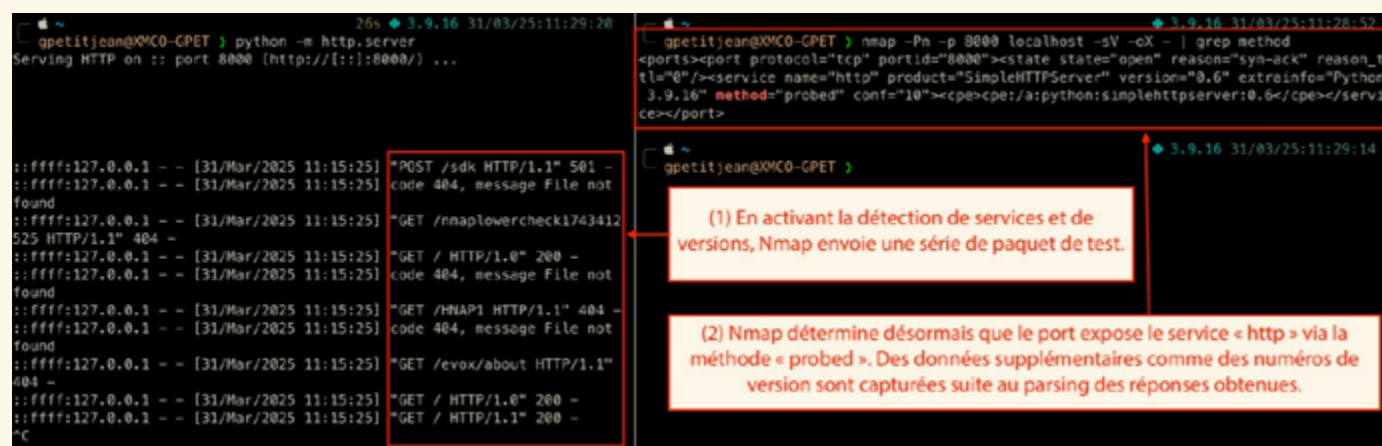 ~ 26s 3.9.16 31/03/25:11:29:20
gpetitjean@XMCO-GPET ) python -m http.server
Serving HTTP on :: port 8000 (http://[::]:8000/) ...
::ffff:127.0.0.1 - - [31/Mar/2025 11:15:25] "POST /sdk HTTP/1.1" 501 -
::ffff:127.0.0.1 - - [31/Mar/2025 11:15:25] code 404, message File not
found
::ffff:127.0.0.1 - - [31/Mar/2025 11:15:25] "GET /nmaplowercheck1743412
525 HTTP/1.1" 404 -
::ffff:127.0.0.1 - - [31/Mar/2025 11:15:25] "GET / HTTP/1.0" 200 -
::ffff:127.0.0.1 - - [31/Mar/2025 11:15:25] code 404, message File not
found
::ffff:127.0.0.1 - - [31/Mar/2025 11:15:25] "GET /HNAP1 HTTP/1.1" 404 -
::ffff:127.0.0.1 - - [31/Mar/2025 11:15:25] code 404, message File not
found
::ffff:127.0.0.1 - - [31/Mar/2025 11:15:25] "GET /evox/about HTTP/1.1"
404 -
::ffff:127.0.0.1 - - [31/Mar/2025 11:15:25] "GET / HTTP/1.0" 200 -
::ffff:127.0.0.1 - - [31/Mar/2025 11:15:25] "GET / HTTP/1.1" 200 -
^C
~ 3.9.16 31/03/25:11:28:52
gpetitjean@XMCO-GPET ) nmap -Pn -p 8000 localhost -sV -oX - | grep method
<ports><port protocol="tcp" portid="8000"><state state="open" reason="syn-ack" reason_t
tl="0"/><service name="http" product="SimpleHTTPServer" version="0.6" extrainfo="Python
3.9.16" method="probed" conf="10"><cpe>cpe:/a:python:simplehttpserver:0.6</cpe></servi
ce></port>
~ 3.9.16 31/03/25:11:29:14
gpetitjean@XMCO-GPET )
(1) En activant la détection de services et de
versions, Nmap envoie une série de paquet de test.
(2) Nmap détermine désormais que le port expose le service « http » via la
méthode « probed ». Des données supplémentaires comme des numéros de
version sont capturées suite au parsing des réponses obtenues.